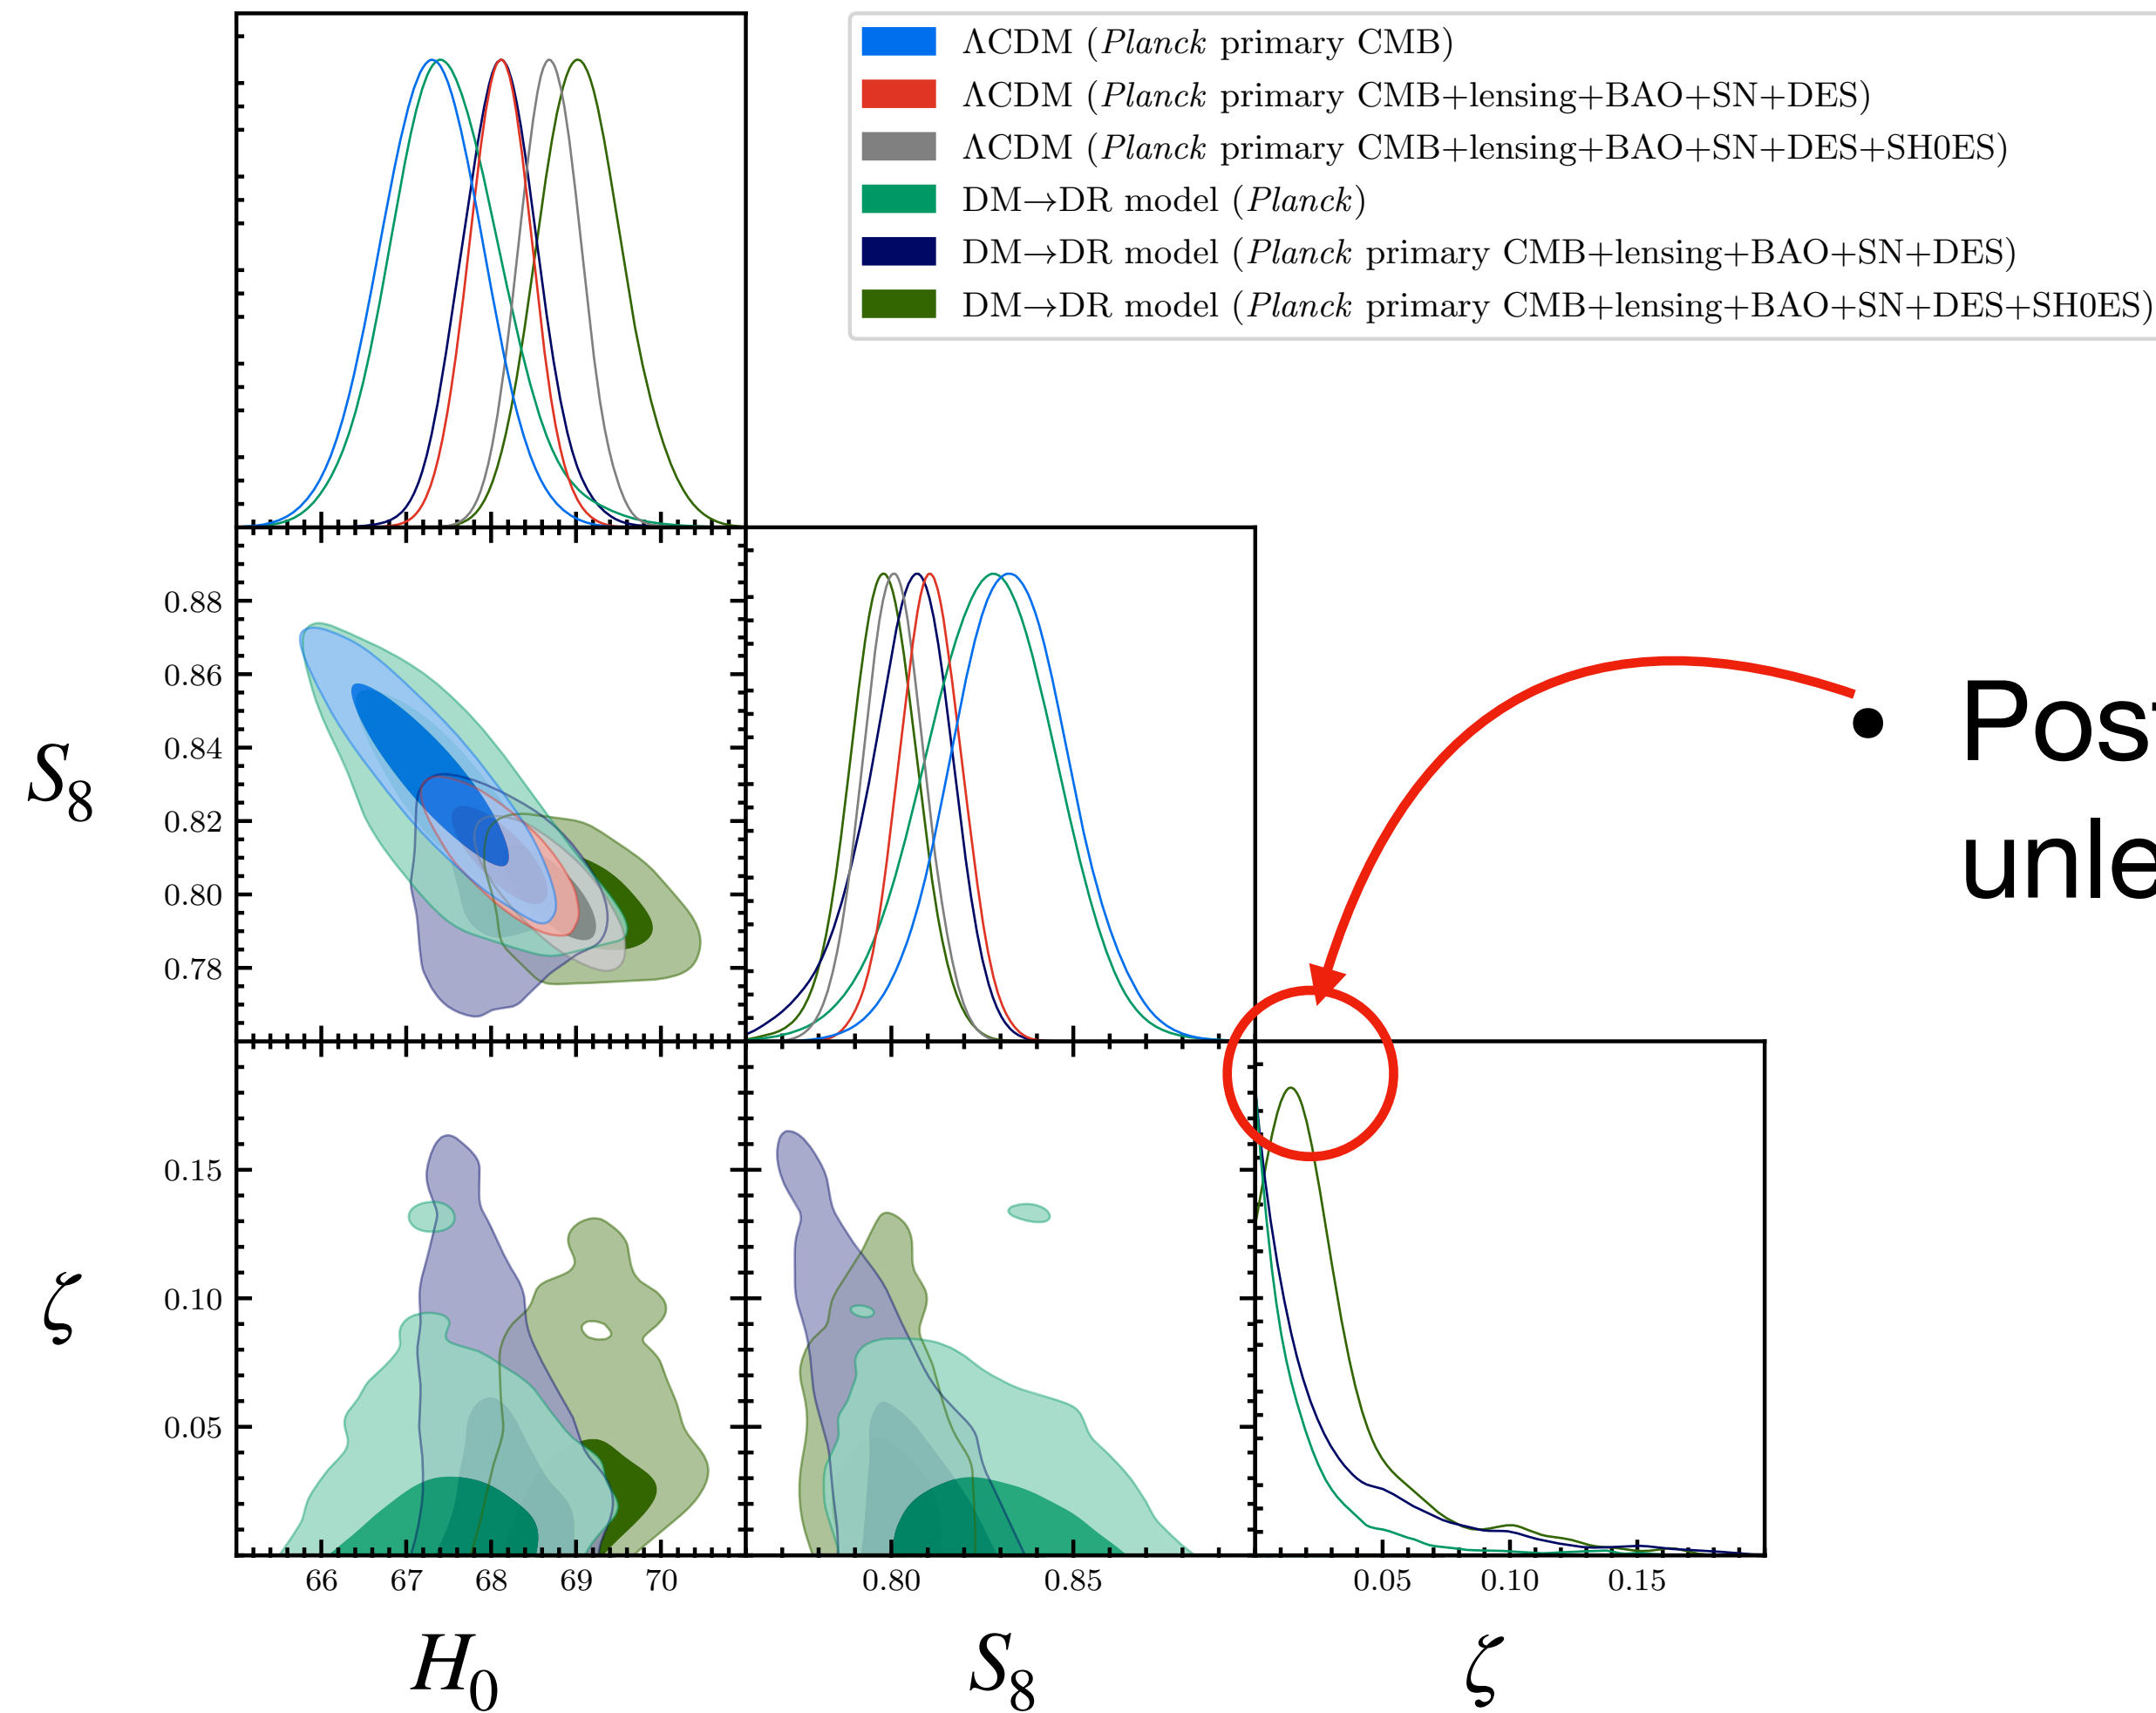 ΛCDM (Planck primary CMB)
ΛCDM (Planck primary CMB+lensing+BAO+SN+DES)
ΛCDM (Planck primary CMB+lensing+BAO+SN+DES+SH0ES)
DM→DR model (Planck)
DM→DR model (Planck primary CMB+lensing+BAO+SN+DES)
DM→DR model (Planck primary CMB+lensing+BAO+SN+DES+SH0ES)
0.88
0.86
0.84
0.82
0.80
0.78
S₈
• Post
unle
0.15
0.10
0.05
ζ
66 67 68 69 70
0.80 0.85
0.05 0.10 0.15
H₀ S₈ ζ